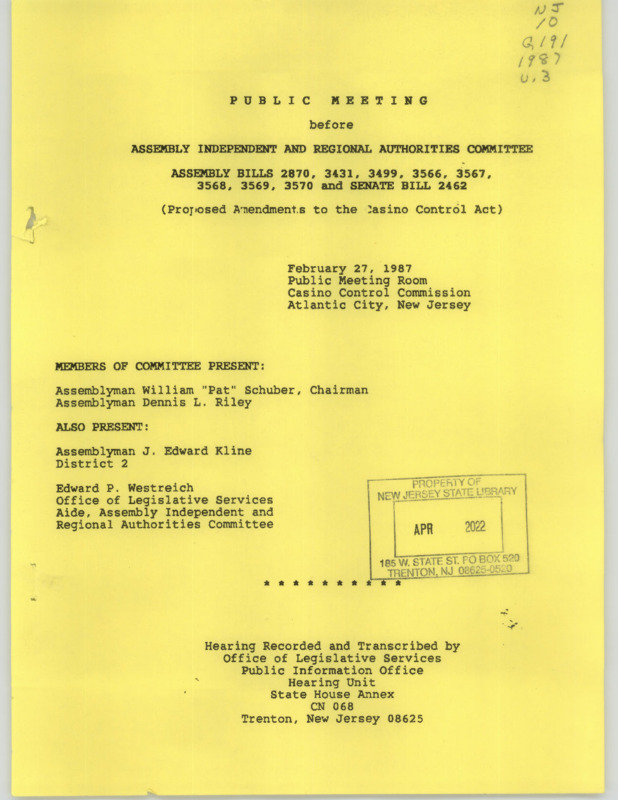 NJ
10
G191
1987
v.3
PUBLIC MEETING
before
ASSEMBLY INDEPENDENT AND REGIONAL AUTHORITIES COMMITTEE
ASSEMBLY BILLS 2870, 3431, 3499, 3566, 3567,
3568, 3569, 3570 and SENATE BILL 2462
(Proposed Amendments to the Casino Control Act)
February 27, 1987
Public Meeting Room
Casino Control Commission
Atlantic City, New Jersey
MEMBERS OF COMMITTEE PRESENT:
Assemblyman William "Pat" Schuber, Chairman
Assemblyman Dennis L. Riley
ALSO PRESENT:
Assemblyman J. Edward Kline
District 2
Edward P. Westreich
Office of Legislative Services
Aide, Assembly Independent and
Regional Authorities Committee
PROPERTY OF
NEW JERSEY STATE LIBRARY
APR 2022
185 W. STATE ST. PO BOX 520
TRENTON, NJ 08625-0520
* * * * * * * * * *
Hearing Recorded and Transcribed by
Office of Legislative Services
Public Information Office
Hearing Unit
State House Annex
CN 068
Trenton, New Jersey 08625